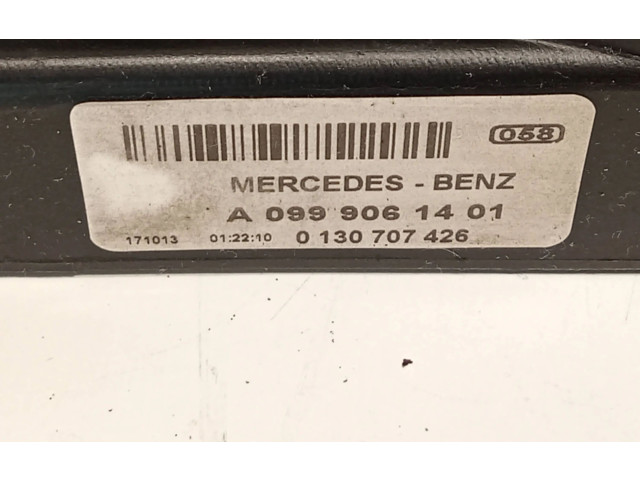 058
MERCEDES - BENZ
A 099 906 14 01
171013 01:22:10 0 130 707 426